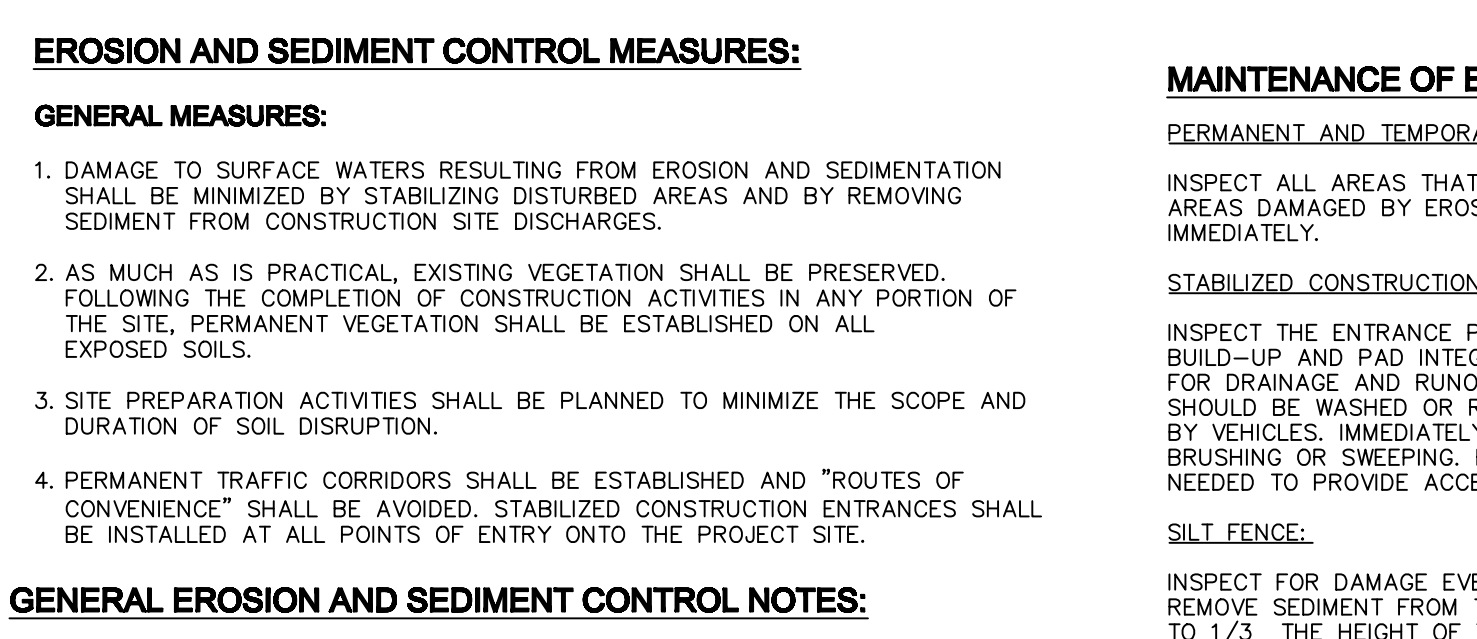 EROSION AND SEDIMENT CONTROL MEASURES:
GENERAL MEASURES:
1. DAMAGE TO SURFACE WATERS RESULTING FROM EROSION AND SEDIMENTATION
SHALL BE MINIMIZED BY STABILIZING DISTURBED AREAS AND BY REMOVING
SEDIMENT FROM CONSTRUCTION SITE DISCHARGES.
2. AS MUCH AS IS PRACTICAL, EXISTING VEGETATION SHALL BE PRESERVED.
FOLLOWING THE COMPLETION OF CONSTRUCTION ACTIVITIES IN ANY PORTION OF
THE SITE, PERMANENT VEGETATION SHALL BE ESTABLISHED ON ALL
EXPOSED SOILS.
3. SITE PREPARATION ACTIVITIES SHALL BE PLANNED TO MINIMIZE THE SCOPE AND
DURATION OF SOIL DISRUPTION.
4. PERMANENT TRAFFIC CORRIDORS SHALL BE ESTABLISHED AND "ROUTES OF
CONVENIENCE" SHALL BE AVOIDED. STABILIZED CONSTRUCTION ENTRANCES SHALL
BE INSTALLED AT ALL POINTS OF ENTRY ONTO THE PROJECT SITE.
GENERAL EROSION AND SEDIMENT CONTROL NOTES:
MAINTENANCE OF
PERMANENT AND
INSPECT ALL AREAS THAT
AREAS DAMAGED BY
IMMEDIATELY.
STABILIZED CONSTRUCTION
INSPECT THE ENTRANCE
BUILD-UP AND PAD
FOR DRAINAGE AND
SHOULD BE WASHED OR
BY VEHICLES. IMMEDIATELY
BRUSHING OR SWEEPING.
NEEDED TO PROVIDE
SILT FENCE:
INSPECT FOR DAMAGE
REMOVE SEDIMENT FROM
TO 1/3 THE HEIGHT OF